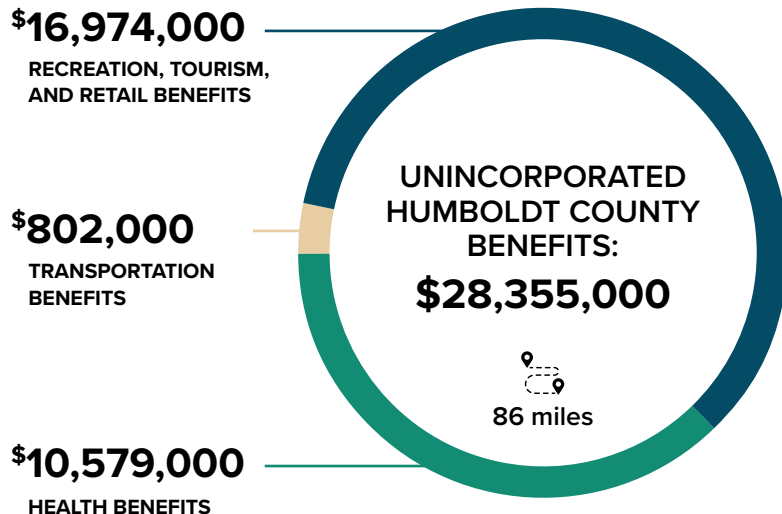 $16,974,000
RECREATION, TOURISM,
AND RETAIL BENEFITS
$802,000
TRANSPORTATION
BENEFITS
$10,579,000
HEALTH BENEFITS
UNINCORPORATED
HUMBOLDT COUNTY
BENEFITS:
$28,355,000
86 miles